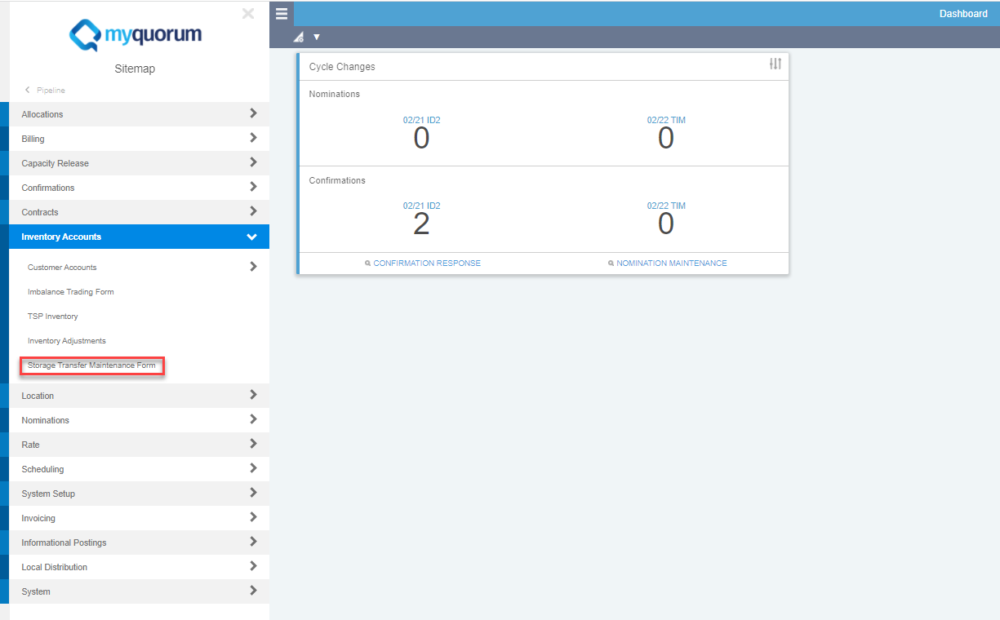 myquorum
Sitemap
Pipeline
Allocations
Billing
Capacity Release
Confirmations
Contracts
Inventory Accounts
Customer Accounts
Imbalance Trading Form
TSP Inventory
Inventory Adjustments
Storage Transfer Maintenance Form
Location
Nominations
Rate
Scheduling
System Setup
Invoicing
Informational Postings
Local Distribution
System
Dashboard
Cycle Changes
Nominations
02/21 ID2 02/22 TIM
0 0
Confirmations
02/21 ID2 02/22 TIM
2 0
CONFIRMATION RESPONSE NOMINATION MAINTENANCE